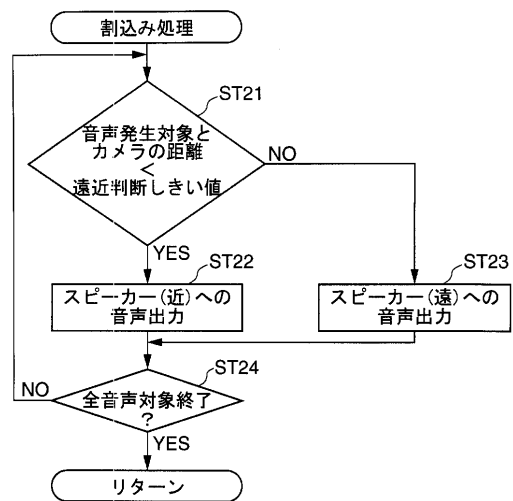 割込み処理
ST21
音声発生対象と
カメラの距離
<
遠近判断しきい値
NO
YES
ST22
スピーカー(近)への
音声出力
ST23
スピーカー(遠)への
音声出力
ST24
NO
全音声対象終了
?
YES
リターン